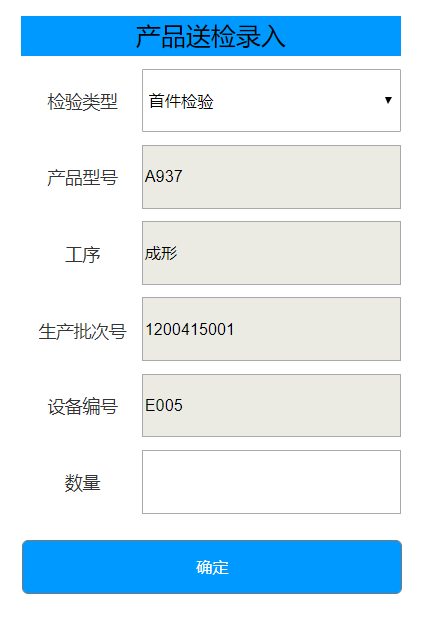 产品送检录入
检验类型 首件检验 ▼
产品型号 A937
工序 成形
生产批次号 1200415001
设备编号 E005
数量
确定